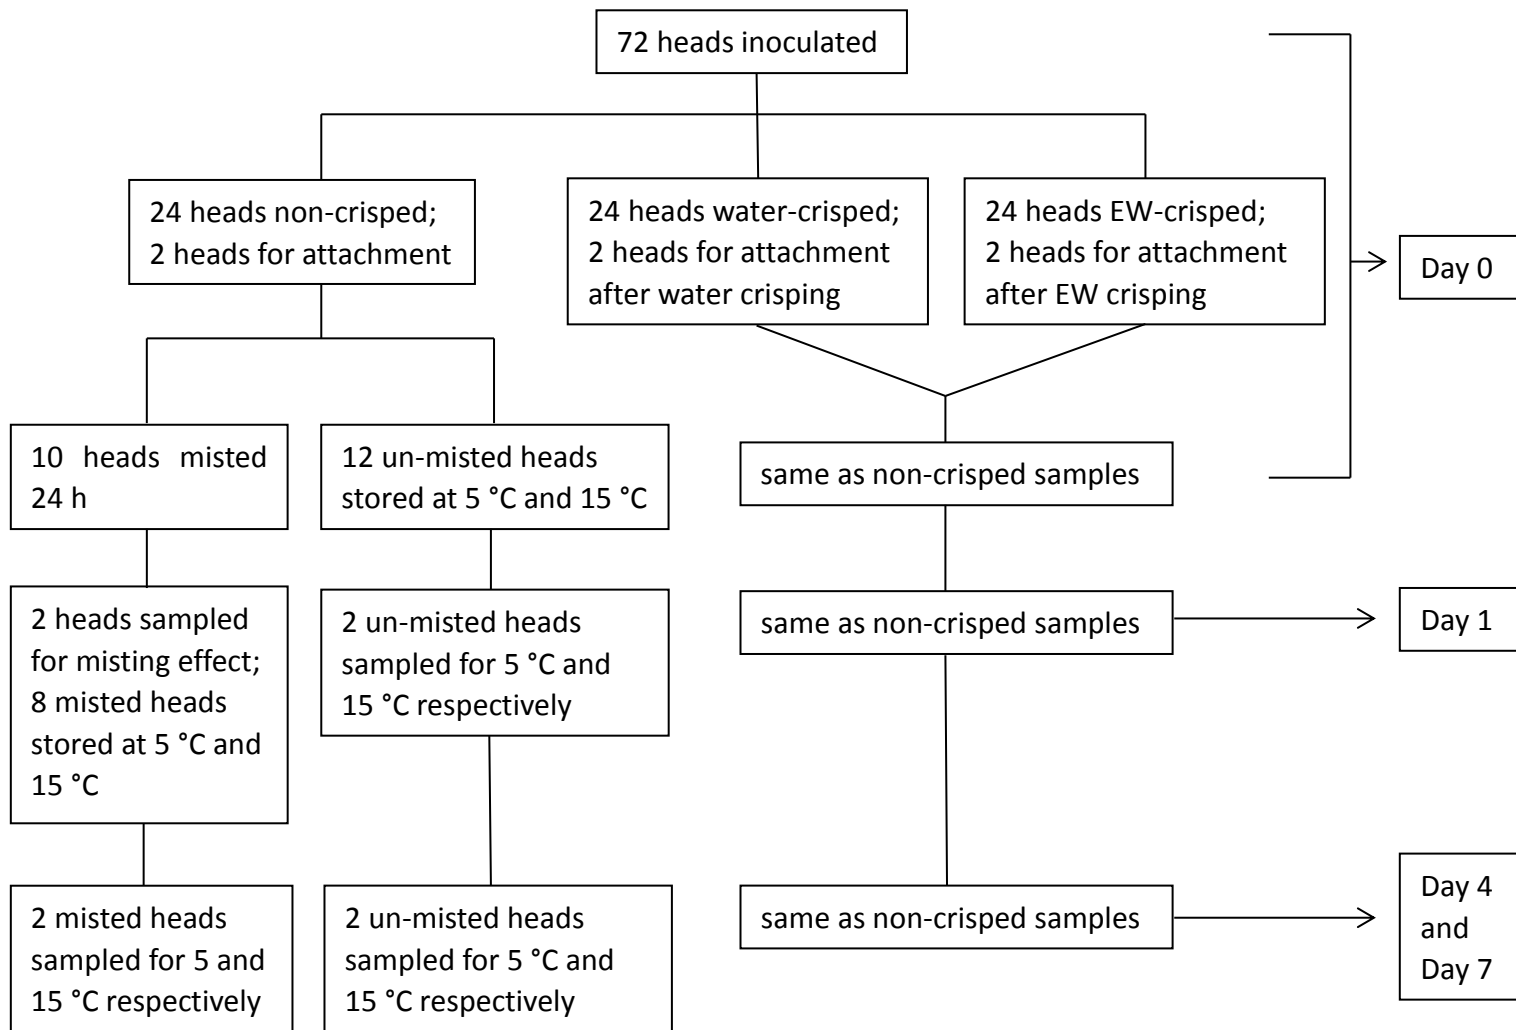 72 heads inoculated
24 heads non-crisped;
2 heads for attachment
24 heads water-crisped;
2 heads for attachment
after water crisping
24 heads EW-crisped;
2 heads for attachment
after EW crisping
Day 0
10 heads misted
24 h
12 un-misted heads
stored at 5 °C and 15 °C
same as non-crisped samples
2 heads sampled
for misting effect;
8 misted heads
stored at 5 °C and
15 °C
2 un-misted heads
sampled for 5 °C and
15 °C respectively
same as non-crisped samples
Day 1
2 misted heads
sampled for 5 and
15 °C respectively
2 un-misted heads
sampled for 5 °C and
15 °C respectively
same as non-crisped samples
Day 4
and
Day 7